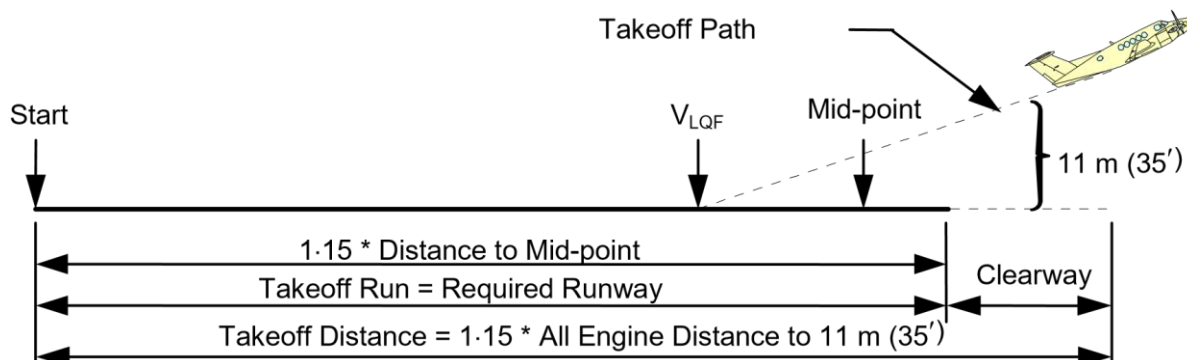 Takeoff Path
Start
V_LQF
Mid-point
11 m (35′)
1·15 * Distance to Mid-point
Takeoff Run = Required Runway
Clearway
Takeoff Distance = 1·15 * All Engine Distance to 11 m (35′)